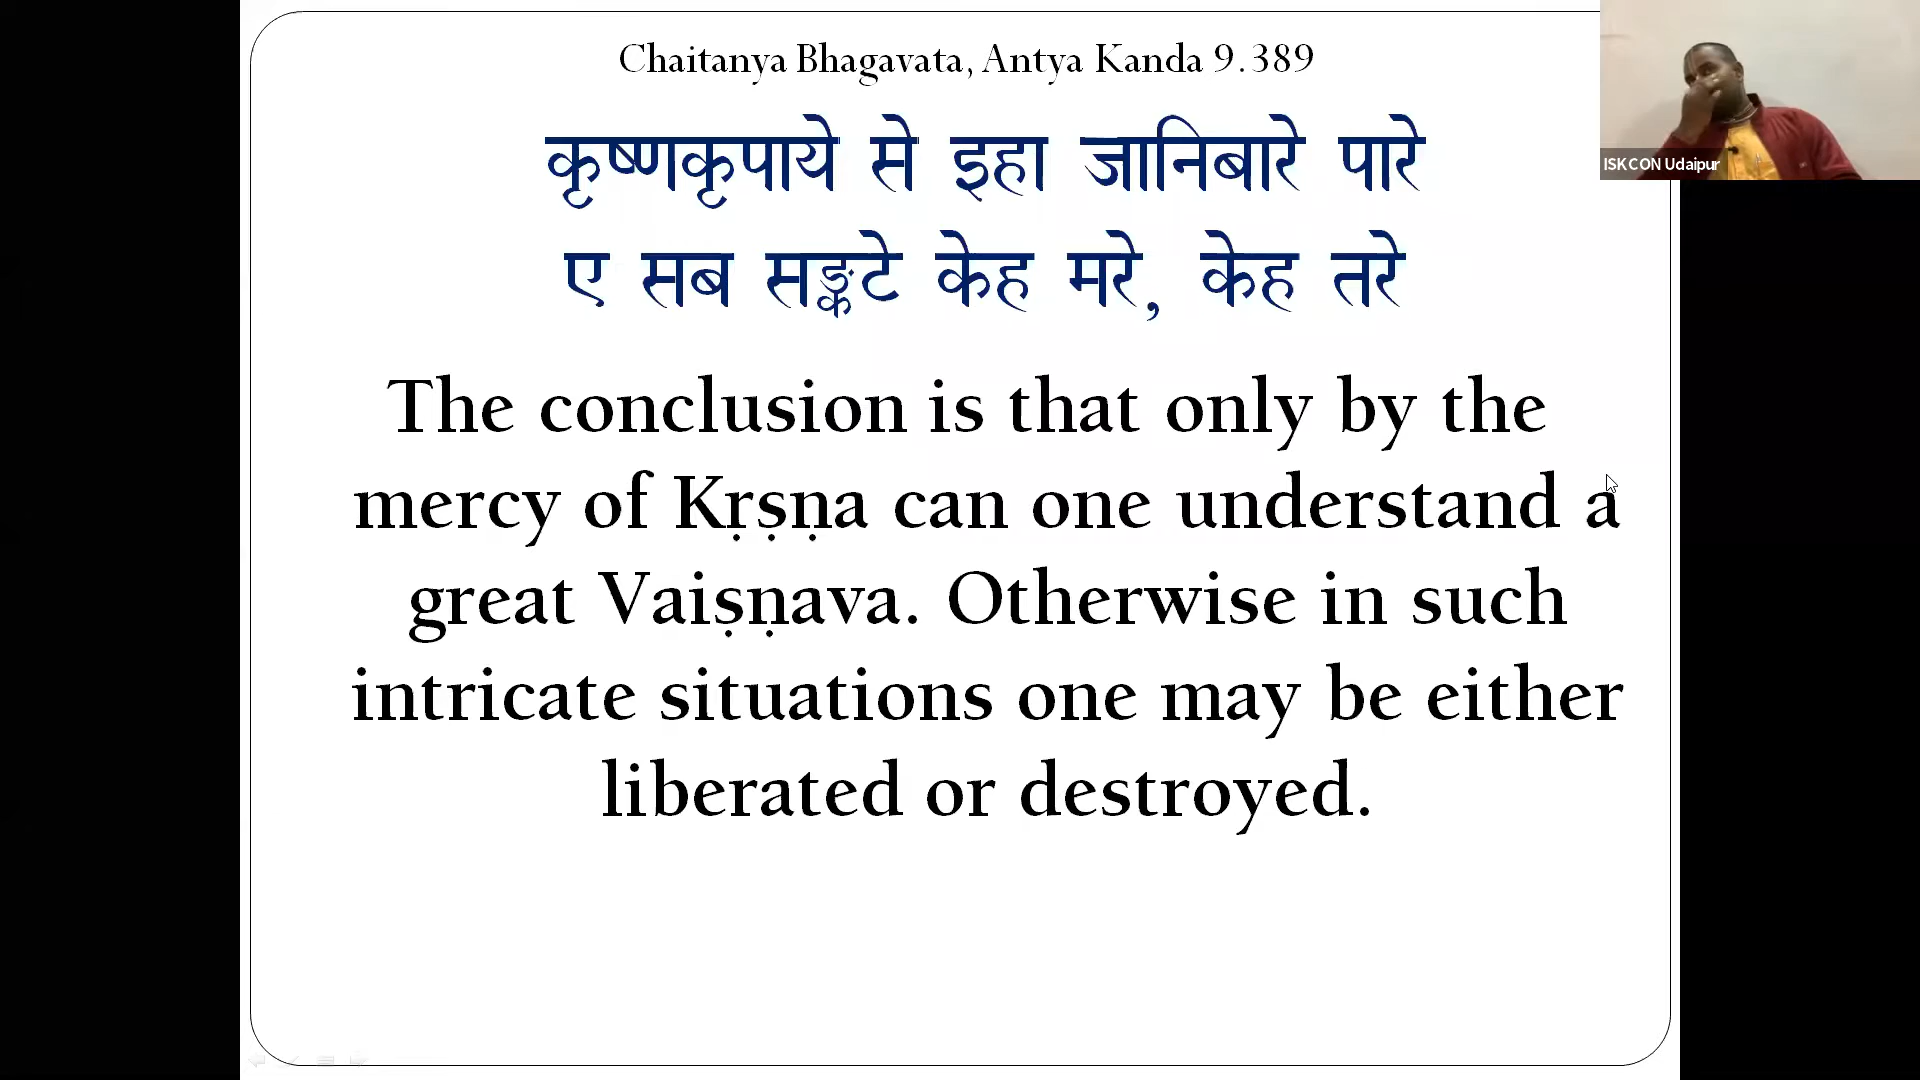 Chaitanya Bhagavata, Antya Kanda 9.389
कृष्णकृपाये से इहा जानिबारे पारे
ए सब सङ्कटे केह मरे, केह तरे
The conclusion is that only by the
mercy of Kṛṣṇa can one understand a
great Vaiṣṇava. Otherwise in such
intricate situations one may be either
liberated or destroyed.
ISKCON Udaipur